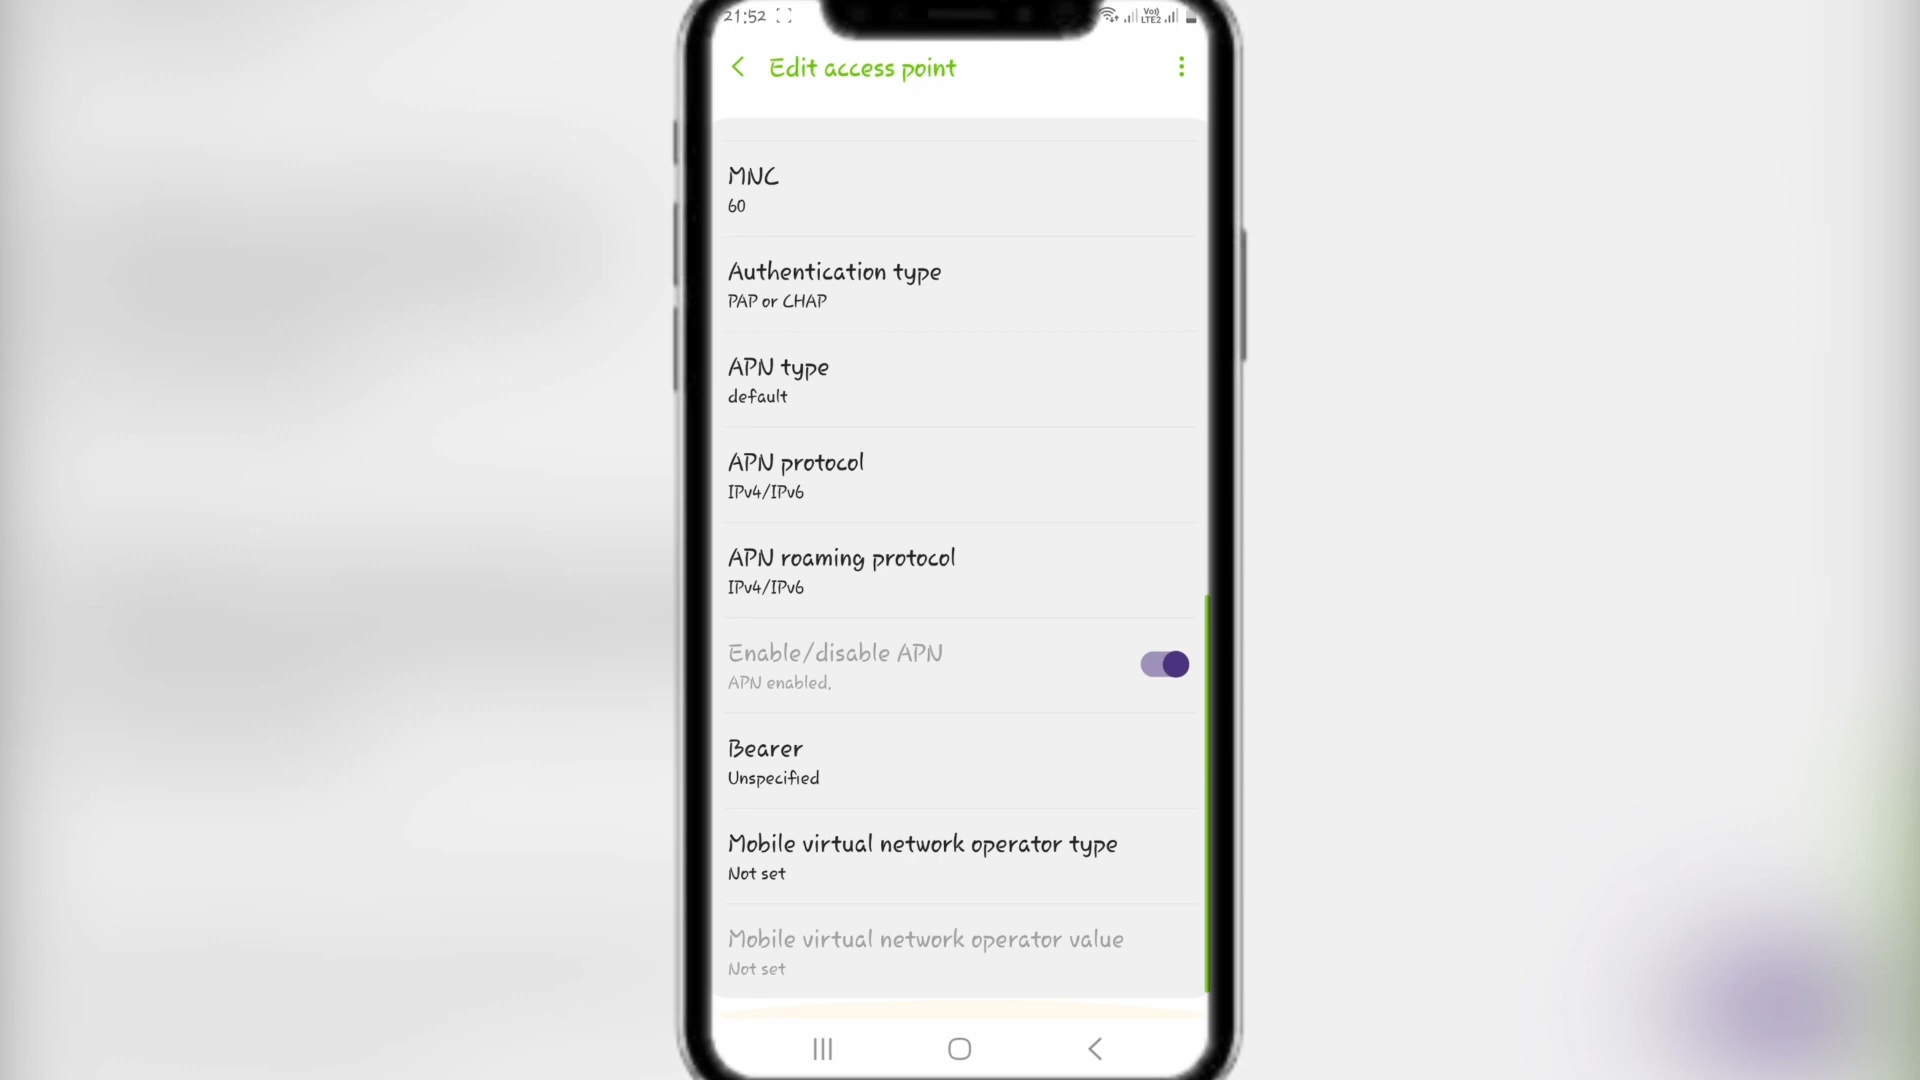 21:52
Vo))
LTE2
Edit access point
MNC
60
Authentication type
PAP or CHAP
APN type
default
APN protocol
IPv4/IPv6
APN roaming protocol
IPv4/IPv6
Enable/disable APN
APN enabled.
Bearer
Unspecified
Mobile virtual network operator type
Not set
Mobile virtual network operator value
Not set